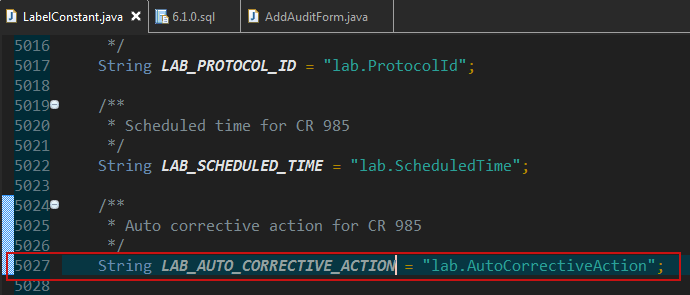 LabelConstant.java 6.1.0.sql AddAuditForm.java
5016 */
5017 String LAB_PROTOCOL_ID = "lab.ProtocolId";
5018
5019 /**
5020 * Scheduled time for CR 985
5021 */
5022 String LAB_SCHEDULED_TIME = "lab.ScheduledTime";
5023
5024 /**
5025 * Auto corrective action for CR 985
5026 */
5027 String LAB_AUTO_CORRECTIVE_ACTION = "lab.AutoCorrectiveAction";
5028